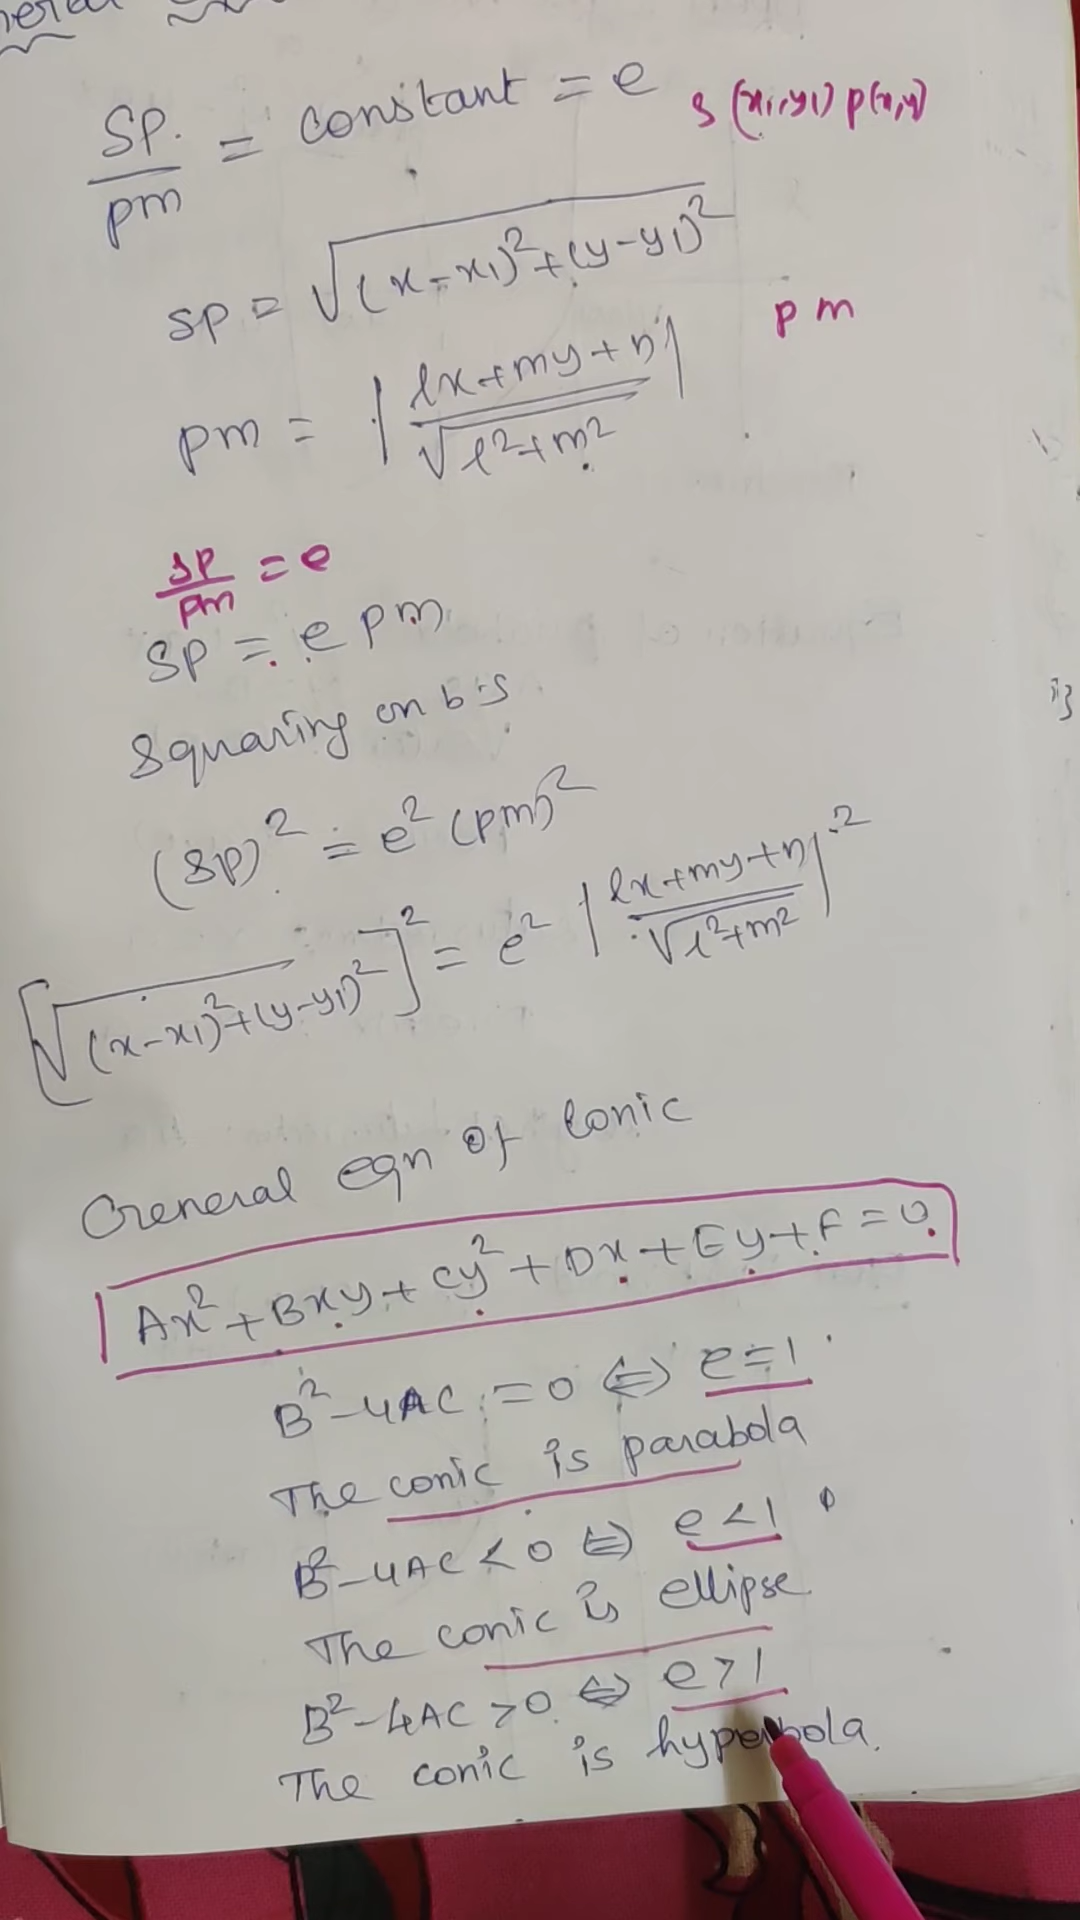 SP/PM = constant = e S(x₁,y₁) P(x,y)
SP = √(x-x₁)²+(y-y₁)²
PM
PM = |lx+my+n/√l²+m²|
SP/PM = e
SP = e PM
Squaring on b·s
(SP)² = e² (PM)²
[√(x-x₁)²+(y-y₁)²]² = e² |lx+my+n/√l²+m²|²
General eqn of conic
Ax²+Bxy+Cy²+Dx+Ey+F=0
B²-4AC=0 ⇔ e=1
The conic is parabola
B²-4AC<0 ⇔ e<1
The conic is ellipse.
B²-4AC>0 ⇔ e>1
The conic is hyperbola.